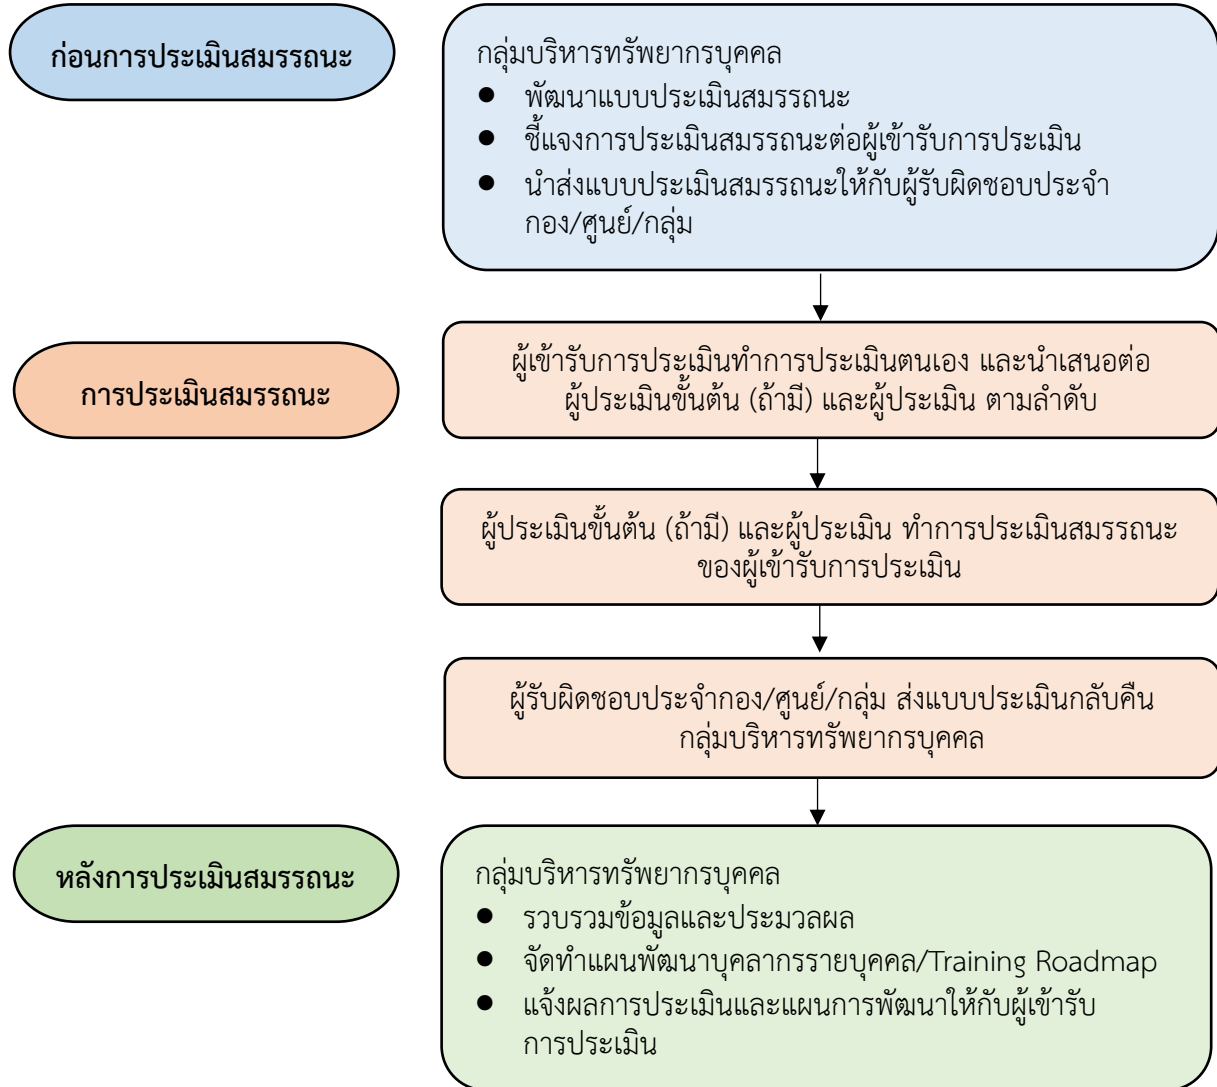 ก่อนการประเมินสมรรถนะ
กลุ่มบริหารทรัพยากรบุคคล
● พัฒนาแบบประเมินสมรรถนะ
● ชี้แจงการประเมินสมรรถนะต่อผู้เข้ารับการประเมิน
● นำส่งแบบประเมินสมรรถนะให้กับผู้รับผิดชอบประจำ
กอง/ศูนย์/กลุ่ม
การประเมินสมรรถนะ
ผู้เข้ารับการประเมินทำการประเมินตนเอง และนำเสนอต่อ
ผู้ประเมินขั้นต้น (ถ้ามี) และผู้ประเมิน ตามลำดับ
ผู้ประเมินขั้นต้น (ถ้ามี) และผู้ประเมิน ทำการประเมินสมรรถนะ
ของผู้เข้ารับการประเมิน
ผู้รับผิดชอบประจำกอง/ศูนย์/กลุ่ม ส่งแบบประเมินกลับคืน
กลุ่มบริหารทรัพยากรบุคคล
หลังการประเมินสมรรถนะ
กลุ่มบริหารทรัพยากรบุคคล
● รวบรวมข้อมูลและประมวลผล
● จัดทำแผนพัฒนาบุคลากรรายบุคคล/Training Roadmap
● แจ้งผลการประเมินและแผนการพัฒนาให้กับผู้เข้ารับ
การประเมิน